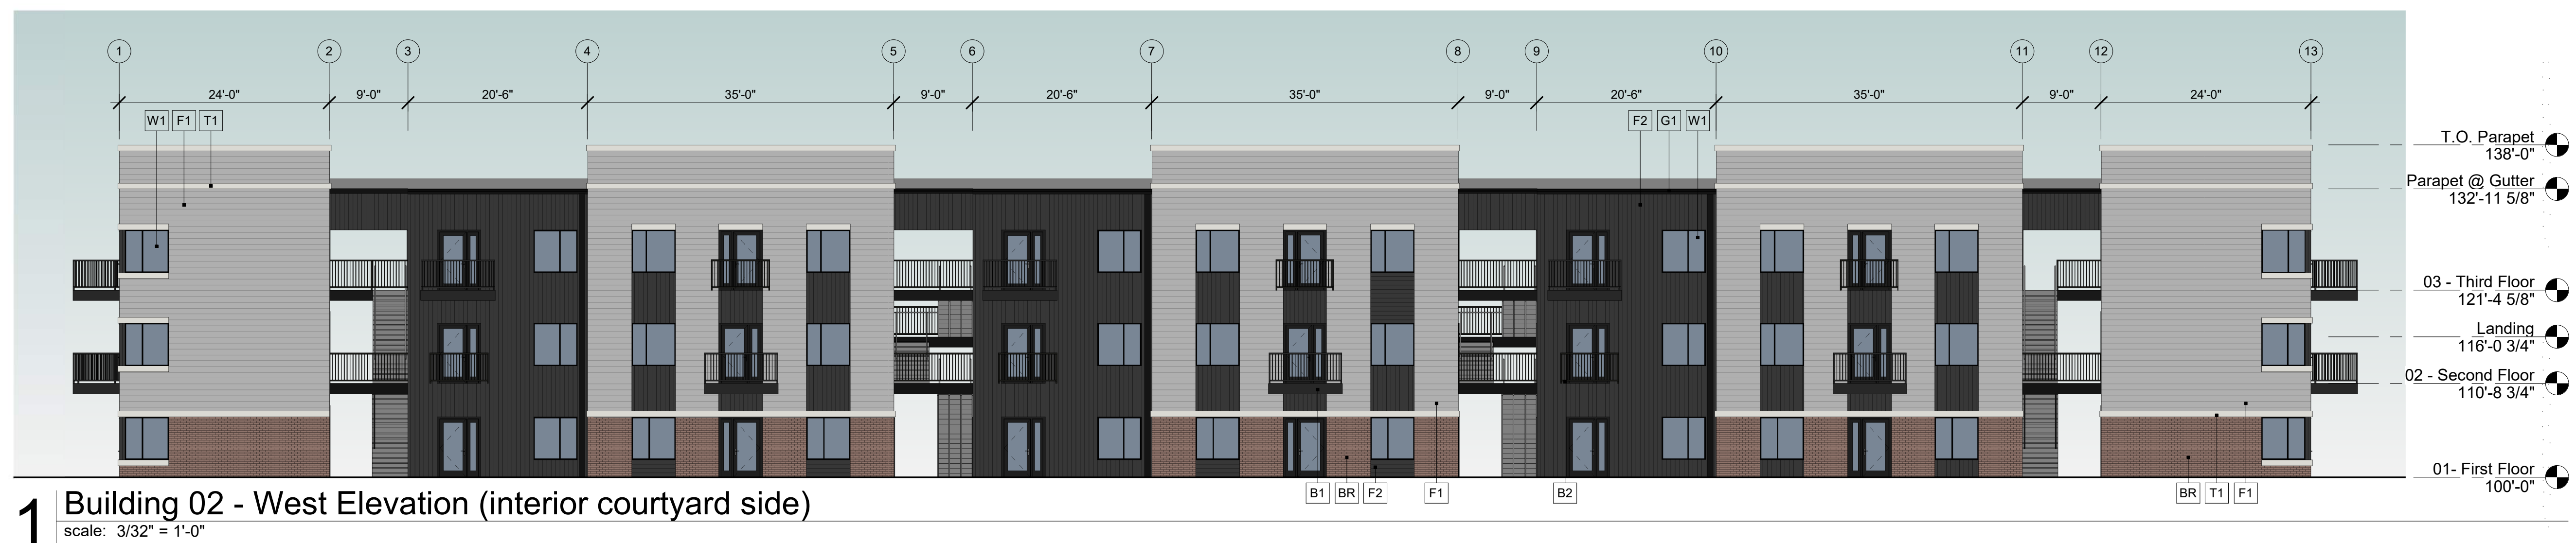 1 2 3 4 5 6 7 8 9 10 11 12 13
24'-0" 9'-0" 20'-6" 35'-0" 9'-0" 20'-6" 35'-0" 9'-0" 20'-6" 35'-0" 9'-0" 24'-0"
W1 F1 T1 F2 G1 W1
T.O. Parapet
138'-0"
Parapet @ Gutter
132'-11 5/8"
03 - Third Floor
121'-4 5/8"
Landing
116'-0 3/4"
02 - Second Floor
110'-8 3/4"
01- First Floor
100'-0"
B1 BR F2 F1 B2 BR T1 F1
1 Building 02 - West Elevation (interior courtyard side)
scale: 3/32" = 1'-0"